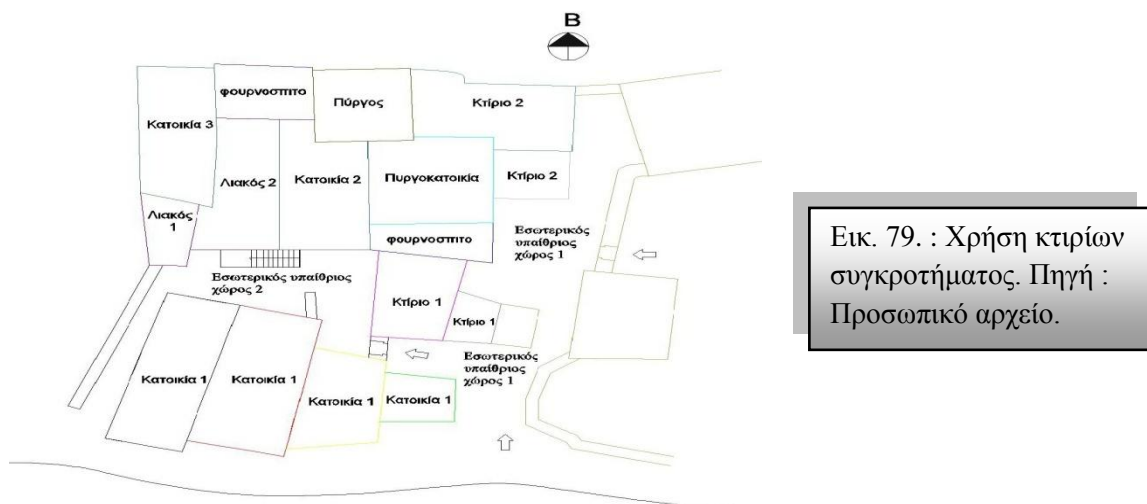 Β
φουρνοσπιτο
Πύργος
Κτίριο 2
Κατοικία 3
Λιακός 2
Κατοικία 2
Πυργοκατοικία
Κτίριο 2
Λιακός
1
φουρνοσπιτο
Εσωτερικός
υπαίθριος
χώρος 1
Εσωτερικός υπαίθριος
χώρος 2
Κτίριο 1
Κτίριο 1
Εσωτερικός
υπαίθριος
χώρος 1
Κατοικία 1
Κατοικία 1
Κατοικία 1
Κατοικία 1
Εικ. 79. : Χρήση κτιρίων
συγκροτήματος. Πηγή :
Προσωπικό αρχείο.